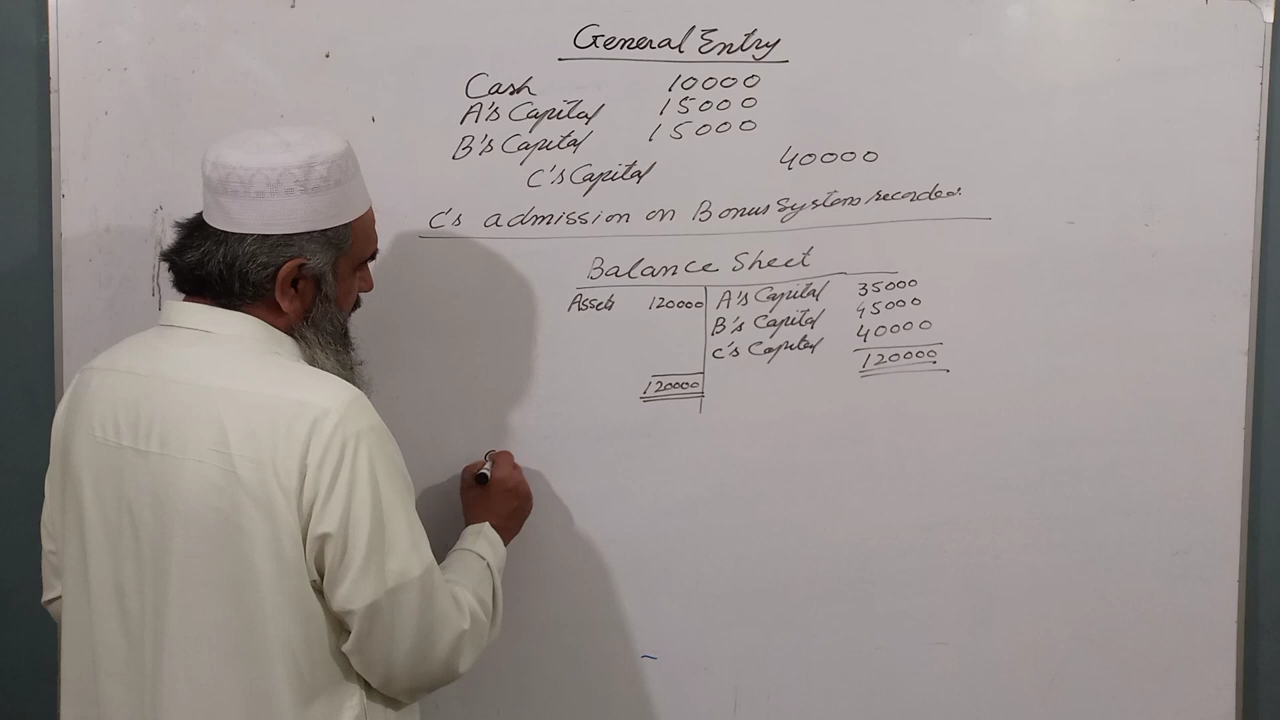 General Entry
Cash 10000
A's Capital 15000
B's Capital 15000
C's Capital 40000
C's admission on Bonus System recorded.
Balance Sheet
Assets 120000 A's Capital 35000
B's Capital 45000
C's Capital 40000
120000
120000